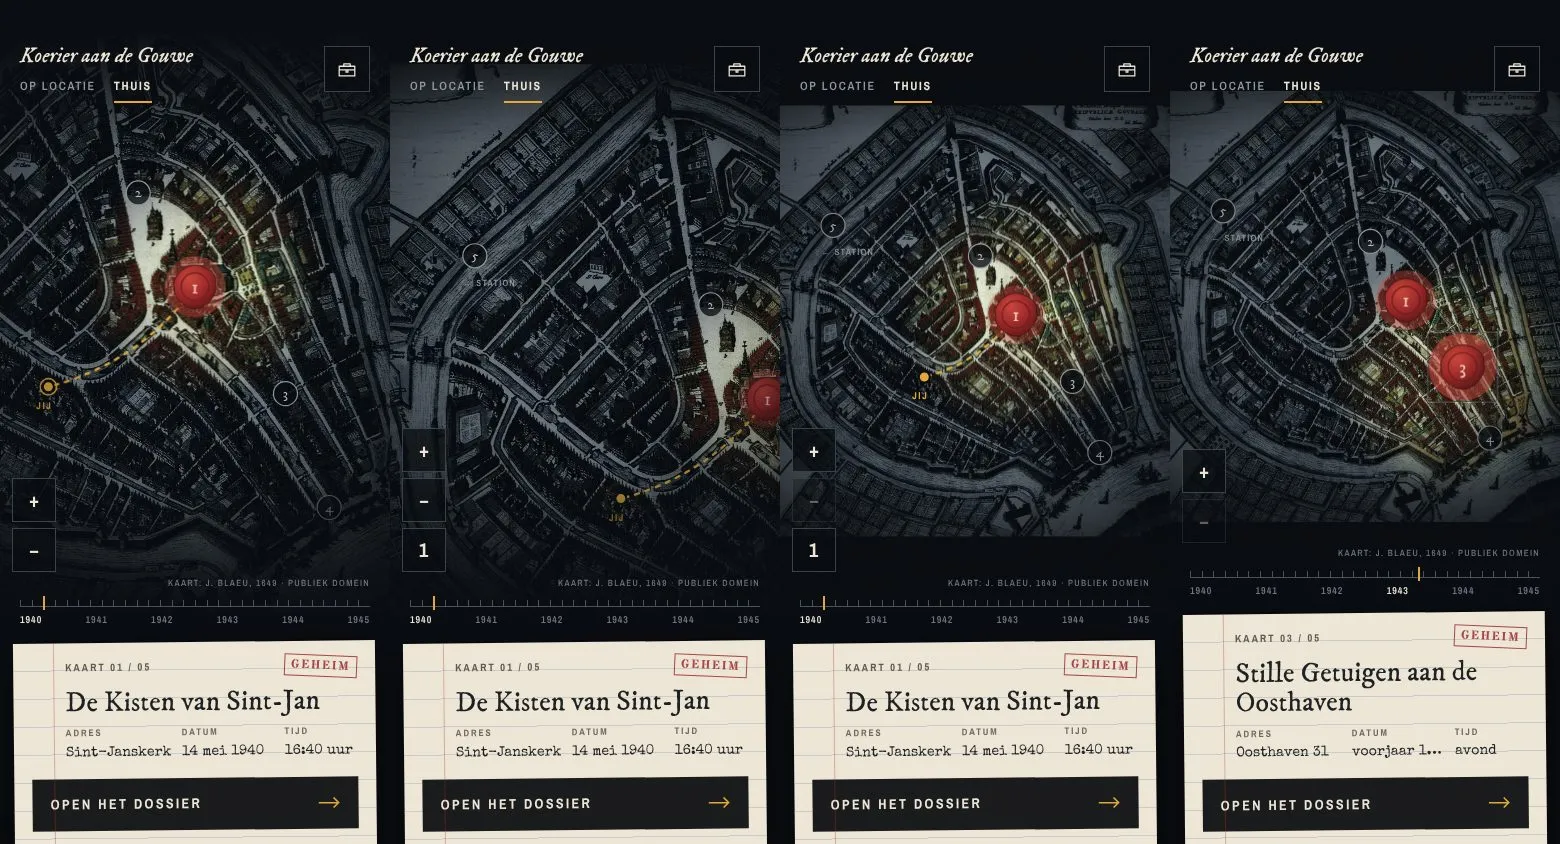 Koerier aan de Gouwe
OP LOCATIE THUIS
2
1
3
JIJ
4
+
−
KAART: J. BLAEU, 1649 · PUBLIEK DOMEIN
1940 1941 1942 1943 1944 1945
KAART 01 / 05
GEHEIM
De Kisten van Sint-Jan
ADRES DATUM TIJD
Sint-Janskerk 14 mei 1940 16:40 uur
OPEN HET DOSSIER →
Koerier aan de Gouwe
OP LOCATIE THUIS
5
STATION
2
1
+
−
JIJ
1
KAART: J. BLAEU, 1649 · PUBLIEK DOMEIN
1940 1941 1942 1943 1944 1945
KAART 01 / 05
GEHEIM
De Kisten van Sint-Jan
ADRES DATUM TIJD
Sint-Janskerk 14 mei 1940 16:40 uur
OPEN HET DOSSIER →
Koerier aan de Gouwe
OP LOCATIE THUIS
5
STATION
2
1
3
JIJ
4
+
−
1
KAART: J. BLAEU, 1649 · PUBLIEK DOMEIN
1940 1941 1942 1943 1944 1945
KAART 01 / 05
GEHEIM
De Kisten van Sint-Jan
ADRES DATUM TIJD
Sint-Janskerk 14 mei 1940 16:40 uur
OPEN HET DOSSIER →
Koerier aan de Gouwe
OP LOCATIE THUIS
5
STATION
2
1
3
4
+
−
KAART: J. BLAEU, 1649 · PUBLIEK DOMEIN
1940 1941 1942 1943 1944 1945
KAART 03 / 05
GEHEIM
Stille Getuigen aan de
Oosthaven
ADRES DATUM TIJD
Oosthaven 31 voorjaar 1... avond
OPEN HET DOSSIER →